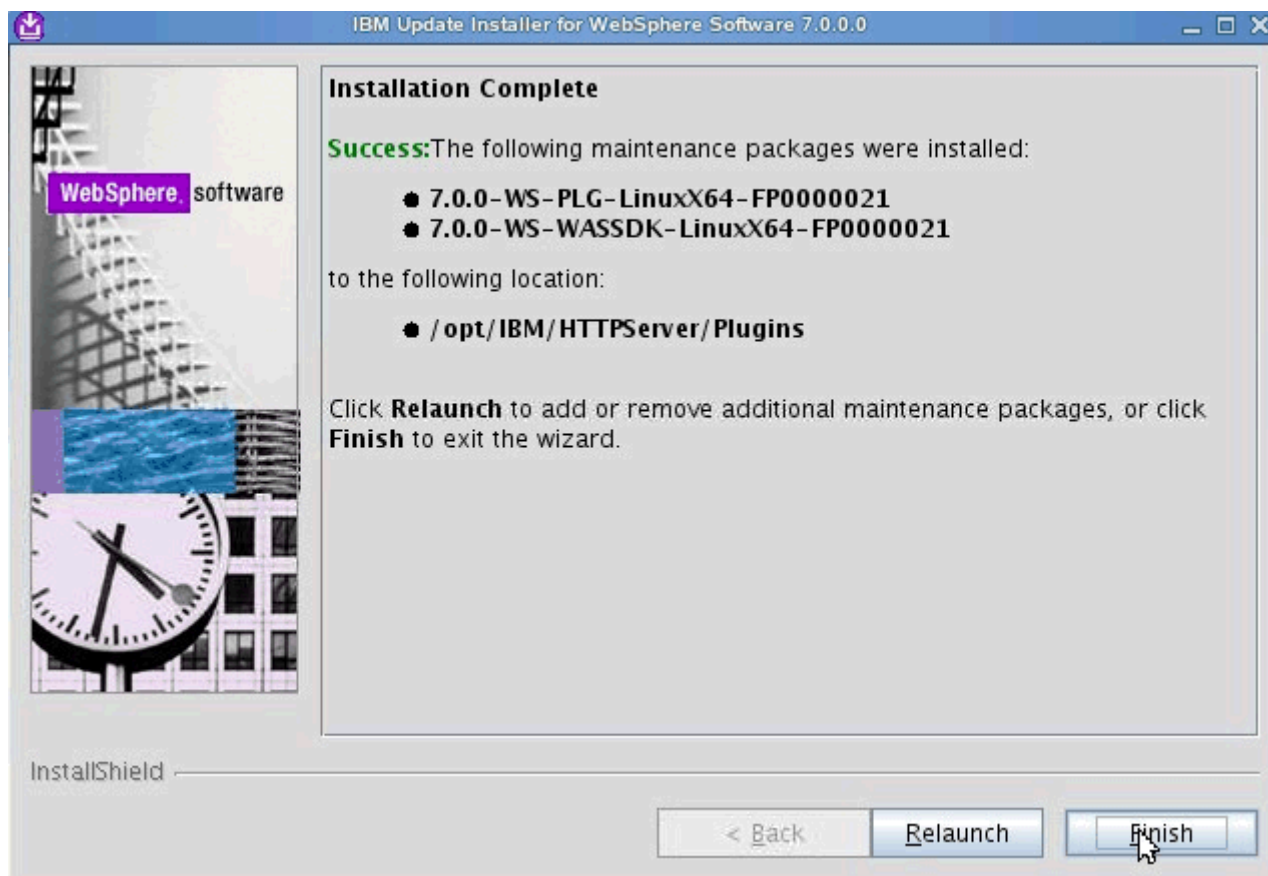 IBM Update Installer for WebSphere Software 7.0.0.0
WebSphere. software
Installation Complete
Success:The following maintenance packages were installed:
● 7.0.0-WS-PLG-LinuxX64-FP0000021
● 7.0.0-WS-WASSDK-LinuxX64-FP0000021
to the following location:
● /opt/IBM/HTTPServer/Plugins
Click Relaunch to add or remove additional maintenance packages, or click
Finish to exit the wizard.
InstallShield
< Back
Relaunch
Finish